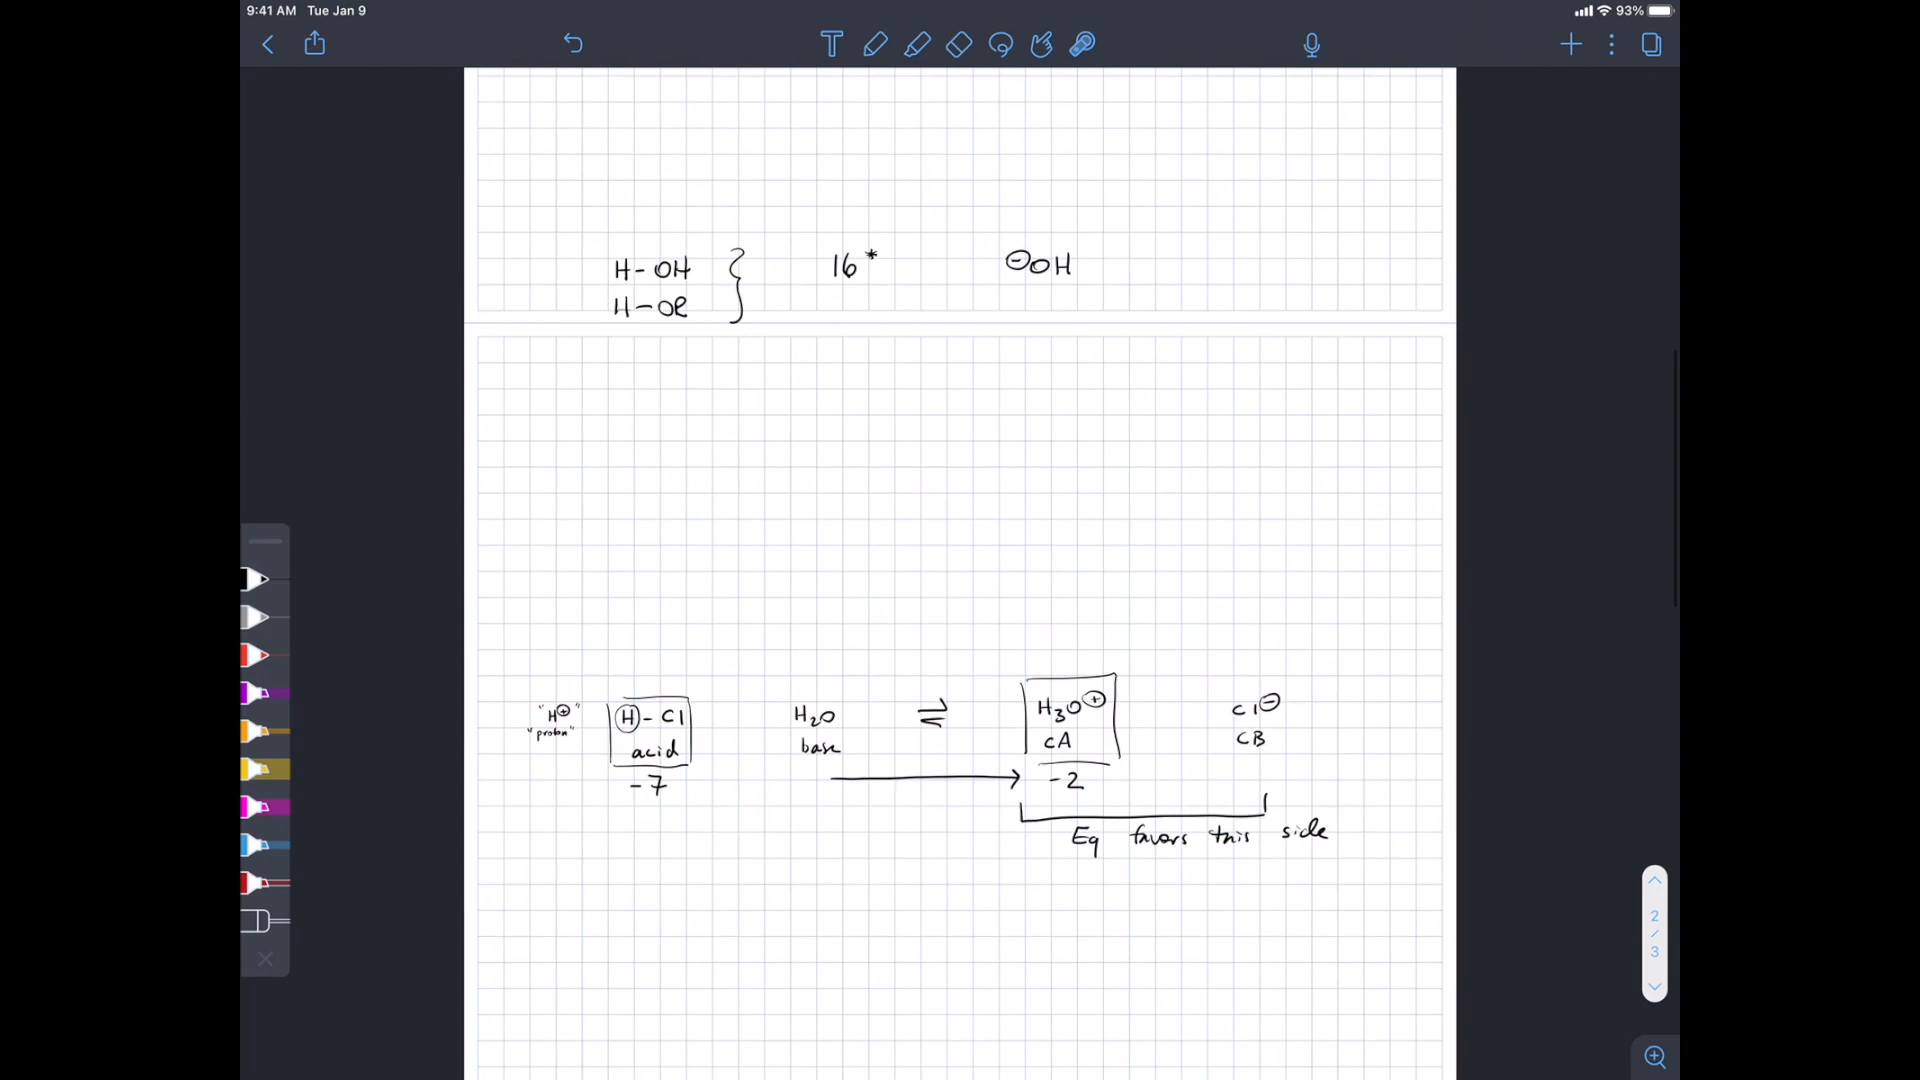 9:41 AM Tue Jan 9
93%
H-OH } 16* ⊖OH
H-OR
"H⊕" H-Cl H₂O ⇌ H₃O⊕ Cl⊖
"proton" acid base CA CB
-7 → -2
Eq favors this side
2
/
3